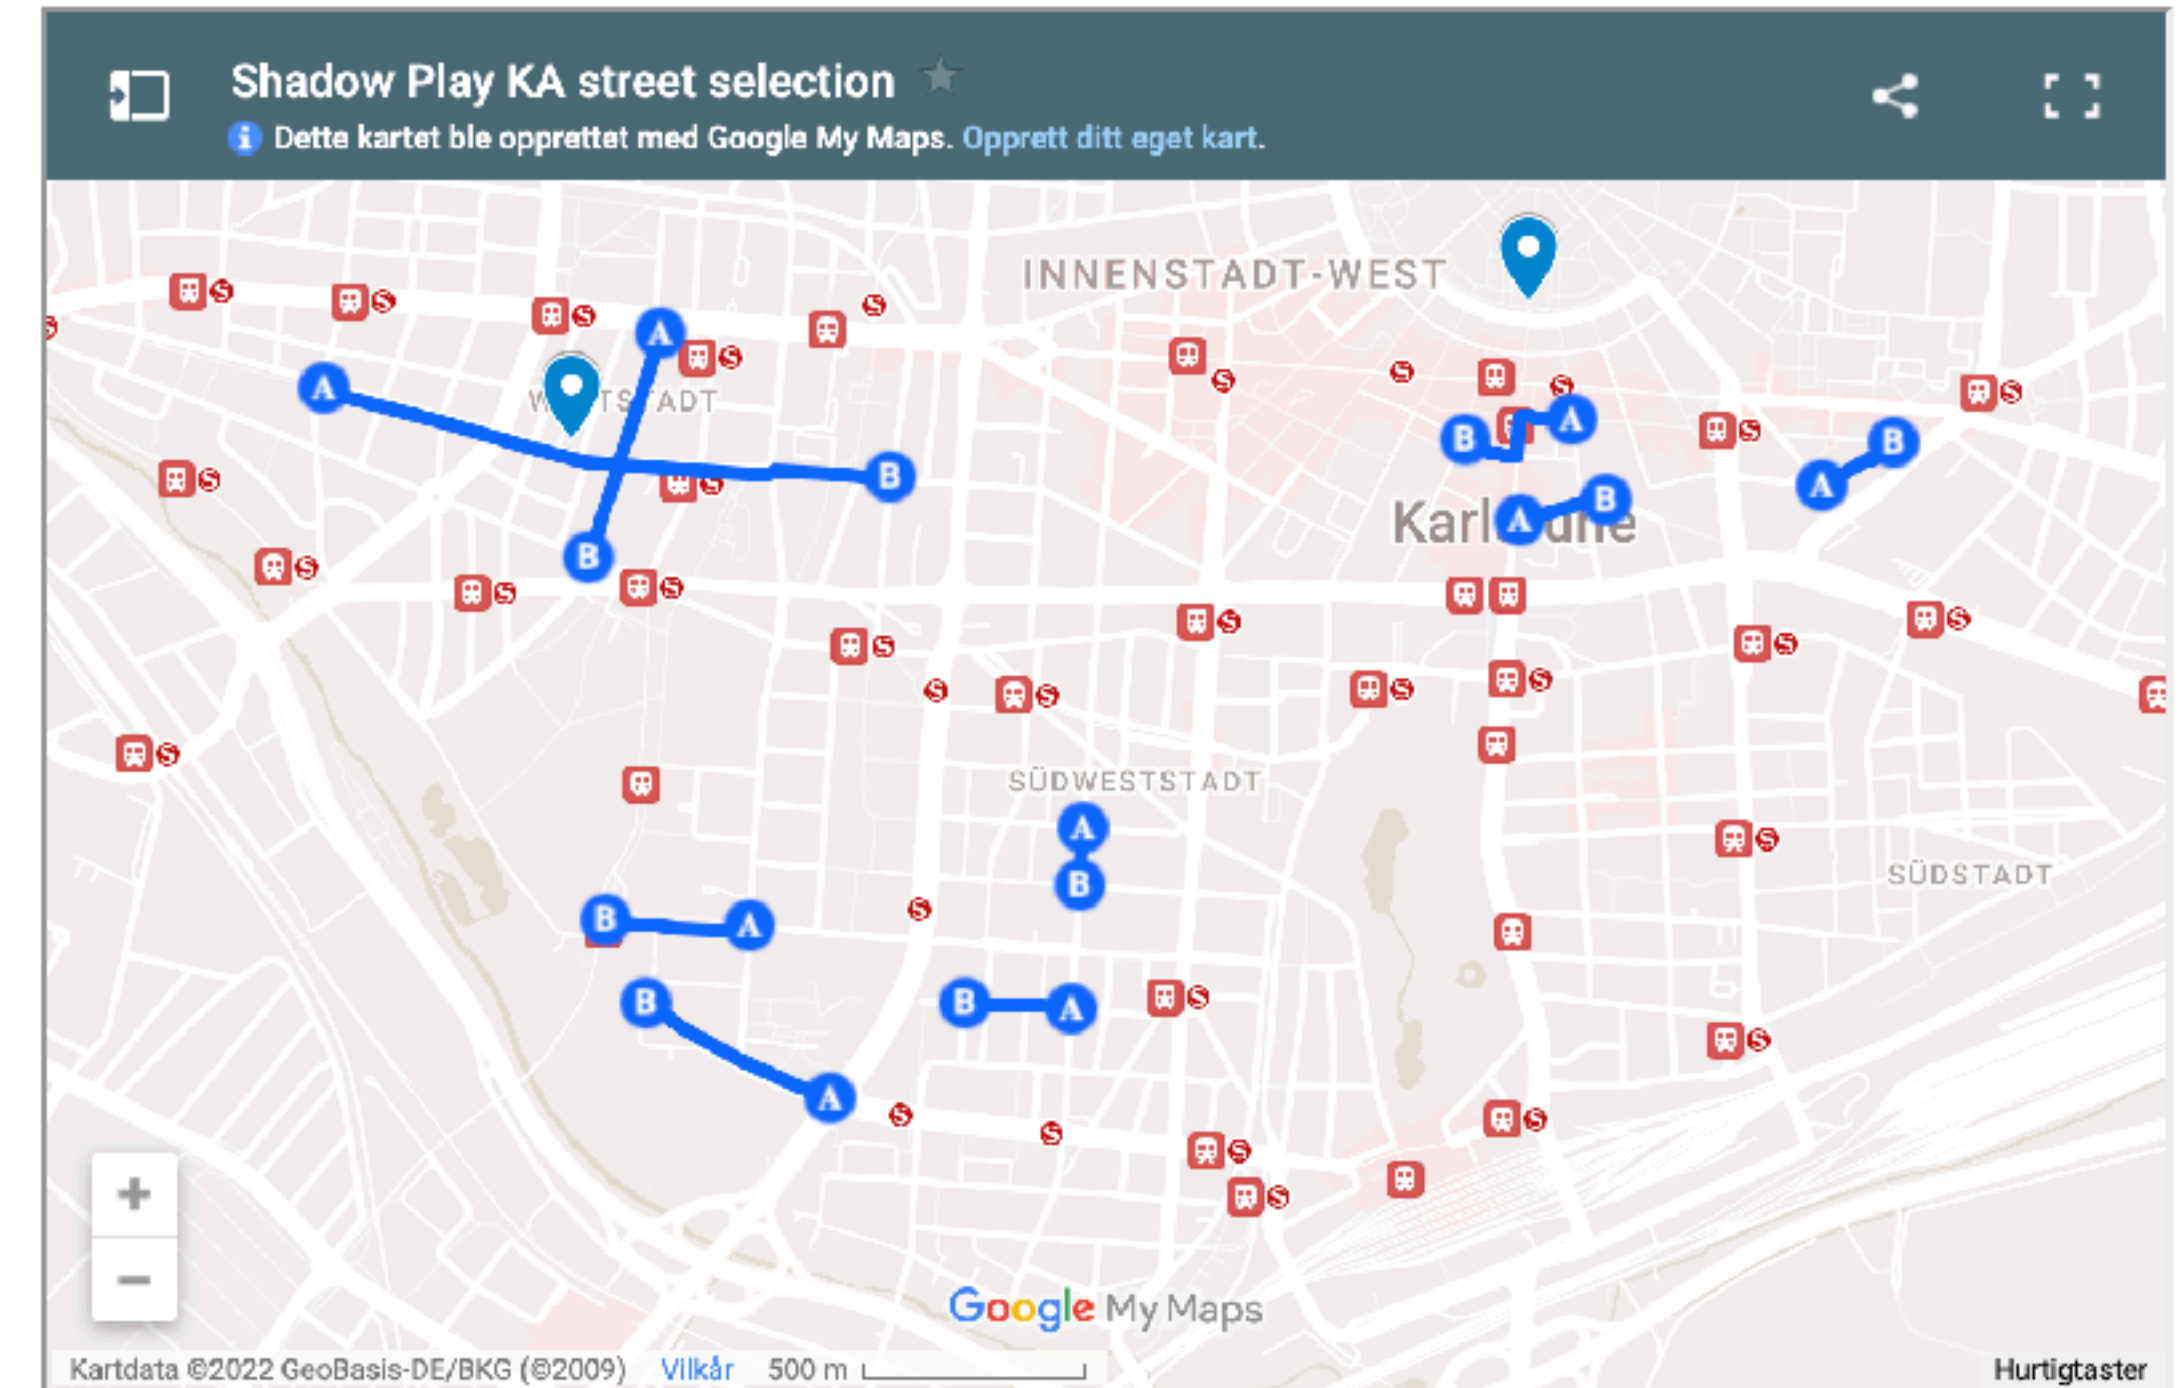 Shadow Play KA street selection
Dette kartet ble opprettet med Google My Maps. Opprett ditt eget kart.
INNENSTADT-WEST
A
A
A
B
A
B
B
B
A
B
A
B
SÜDWESTSTADT
A
B
SÜDSTADT
B
A
B
B
A
A
+
−
Google My Maps
Kartdata ©2022 GeoBasis-DE/BKG (©2009) Vilkår 500 m Hurtigtaster